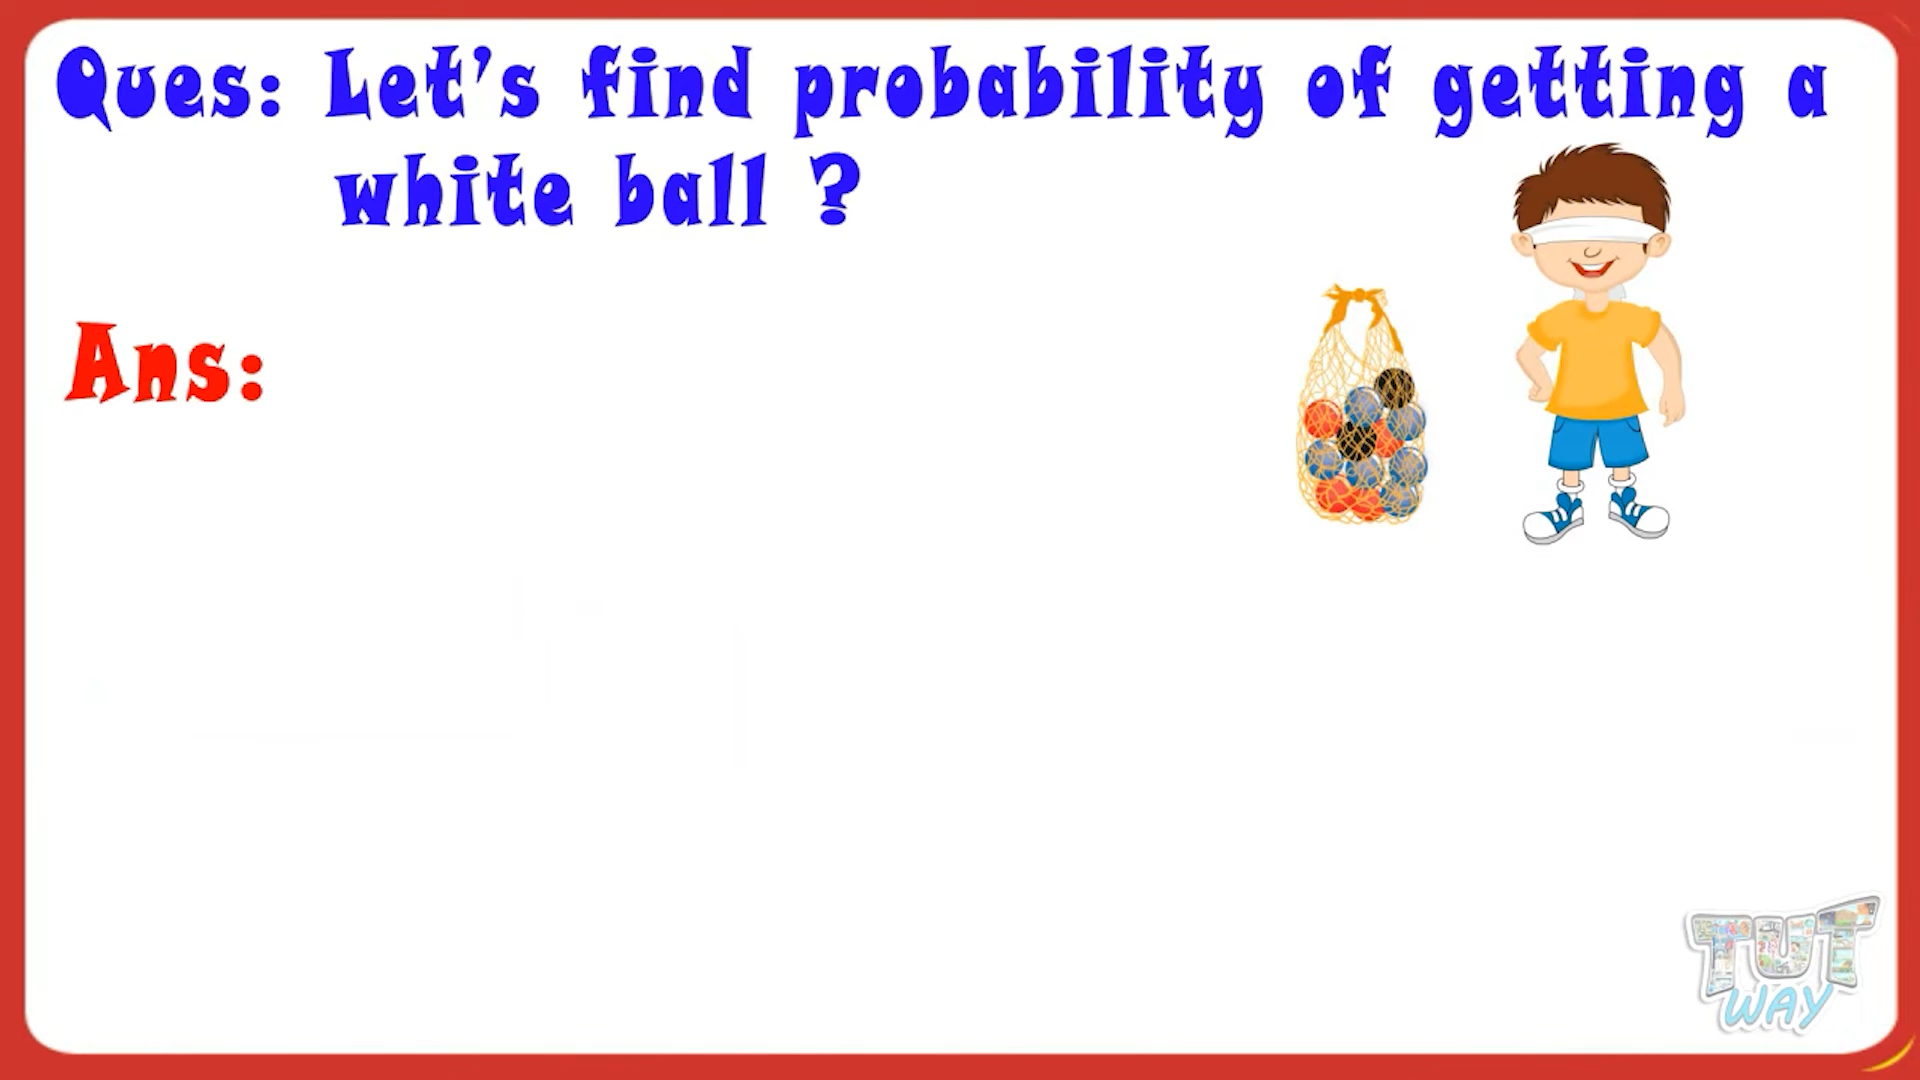 Ques: Let's find probability of getting a
white ball ?
Ans:
TUT
WAY